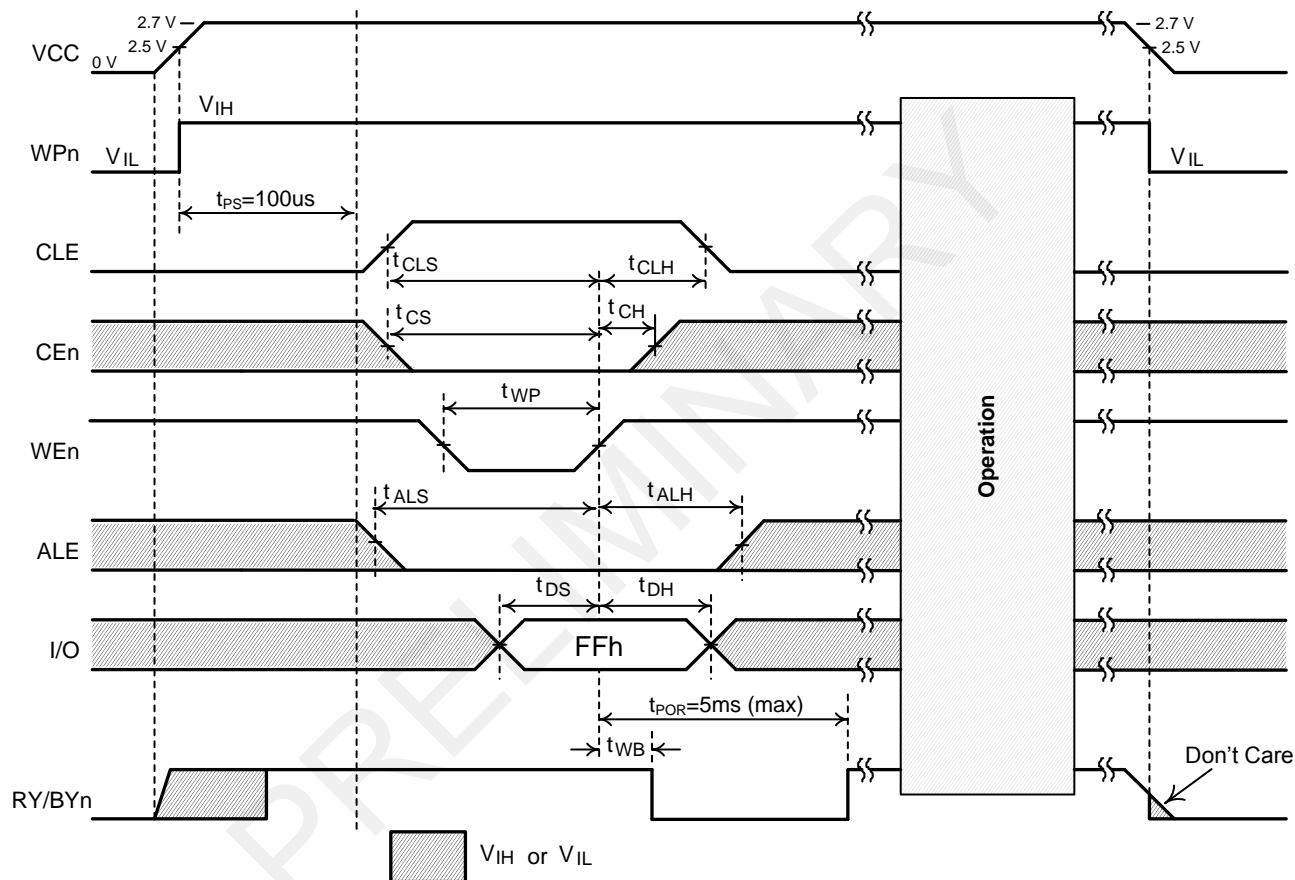 2.7 V
2.7 V
VCC
2.5 V
2.5 V
0 V
VIH
WPn
VIL
VIL
tPS=100us
CLE
tCLS
tCLH
tCS
tCH
CEn
tWP
WEn
Operation
tALS
tALH
ALE
tDS
tDH
I/O
FFh
tPOR=5ms (max)
tWB
Don't Care
RY/BYn
VIH or VIL
PRELIMINARY